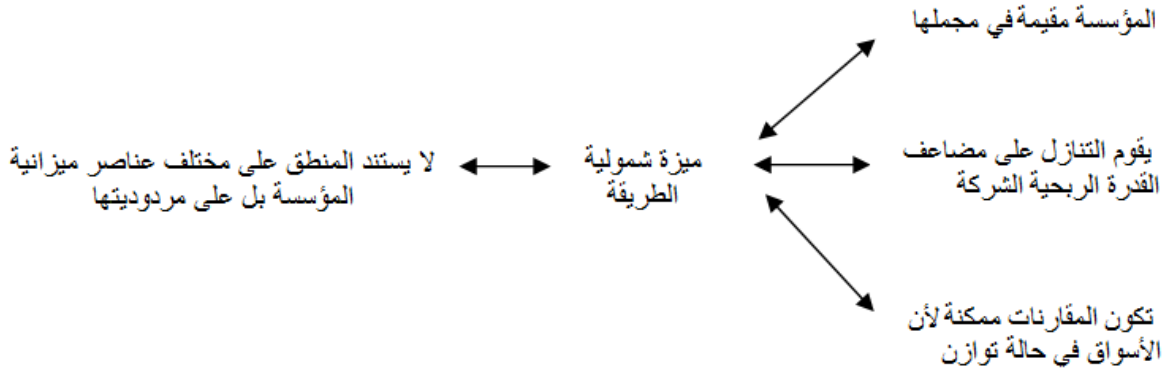 المؤسسة مقيمة في مجملها
يقوم التنازل على مضاعف
القدرة الربحية الشركة
تكون المقارنات ممكنة لأن
الأسواق في حالة توازن
ميزة شمولية
الطريقة
لا يستند المنطق على مختلف عناصر ميزانية
المؤسسة بل على مردوديتها